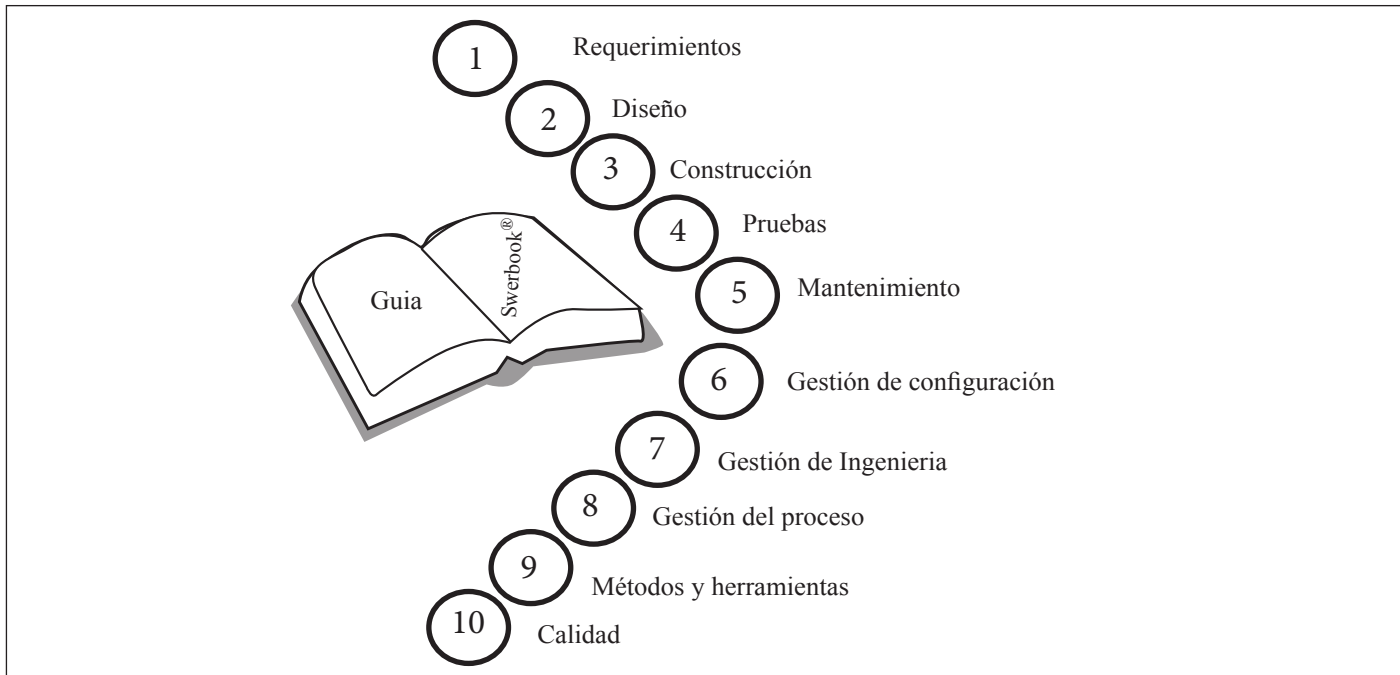 1 Requerimientos
2 Diseño
3 Construcción
4 Pruebas
5 Mantenimiento
6 Gestión de configuración
7 Gestión de Ingenieria
8 Gestión del proceso
9 Métodos y herramientas
10 Calidad
Guia
Swerbook®